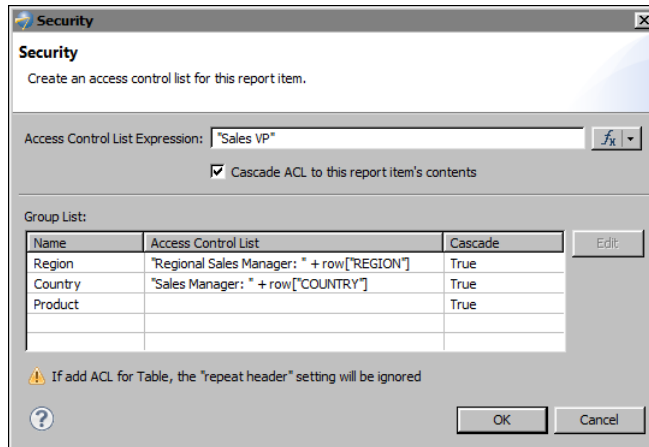 Security
Security
Create an access control list for this report item.
Access Control List Expression: "Sales VP" fx
Cascade ACL to this report item's contents
Group List:
Name Access Control List Cascade Edit
Region "Regional Sales Manager: " + row["REGION"] True
Country "Sales Manager: " + row["COUNTRY"] True
Product True
If add ACL for Table, the "repeat header" setting will be ignored
? OK Cancel